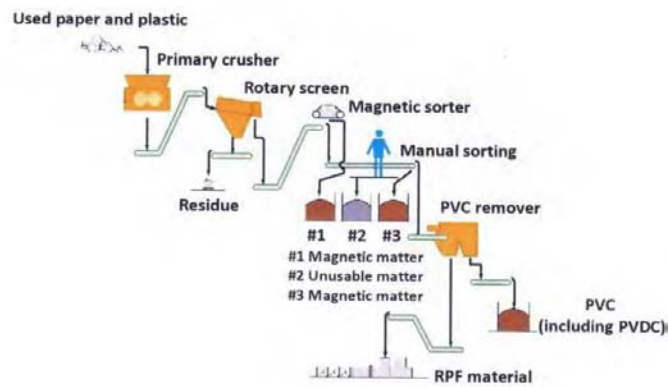 Used paper and plastic
Primary crusher
Rotary screen
Magnetic sorter
Manual sorting
Residue
#1 #2 #3
PVC remover
#1 Magnetic matter
#2 Unusable matter
#3 Magnetic matter
PVC
(including PVDC)
RPF material